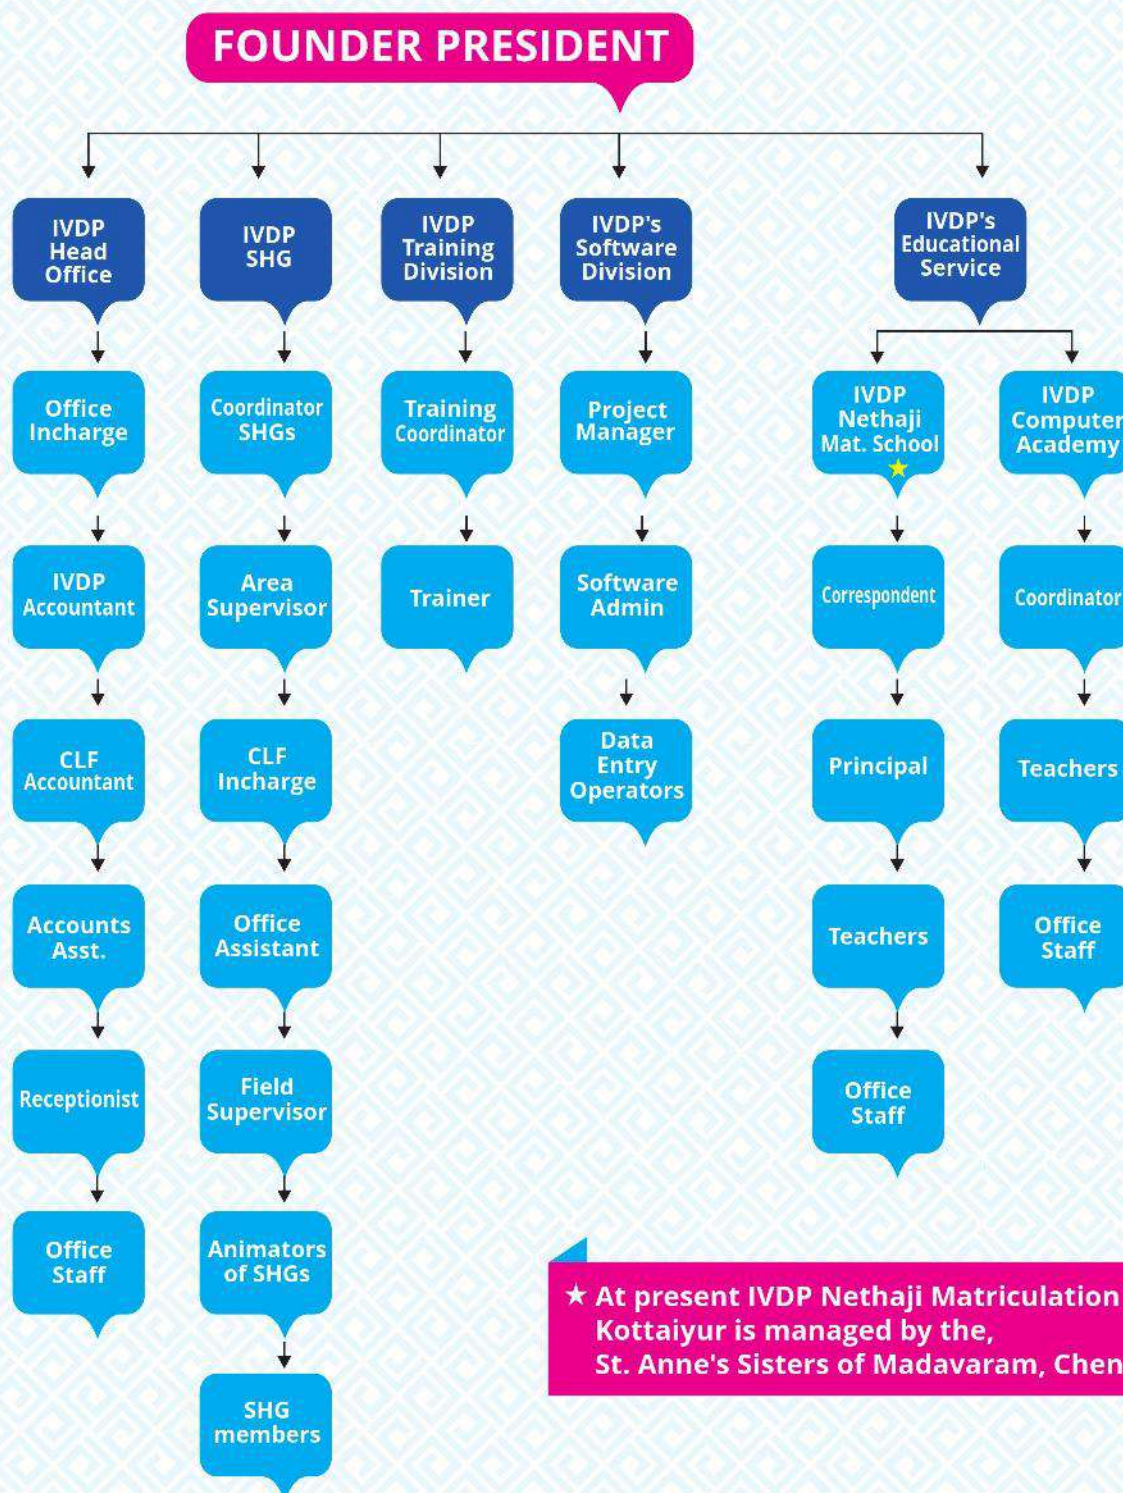 FOUNDER PRESIDENT
IVDP
Head
Office
IVDP
SHG
IVDP
Training
Division
IVDP's
Software
Division
IVDP's
Educational
Service
Office
Incharge
Coordinator
SHGs
Training
Coordinator
Project
Manager
IVDP
Nethaji
Mat. School
IVDP
Computer
Academy
IVDP
Accountant
Area
Supervisor
Trainer
Software
Admin
Correspondent
Coordinator
CLF
Accountant
CLF
Incharge
Data
Entry
Operators
Principal
Teachers
Accounts
Asst.
Office
Assistant
Teachers
Office
Staff
Receptionist
Field
Supervisor
Office
Staff
Office
Staff
Animators
of SHGs
SHG
members
★ At present IVDP Nethaji Matriculation
Kottaiyur is managed by the,
St. Anne's Sisters of Madavaram,